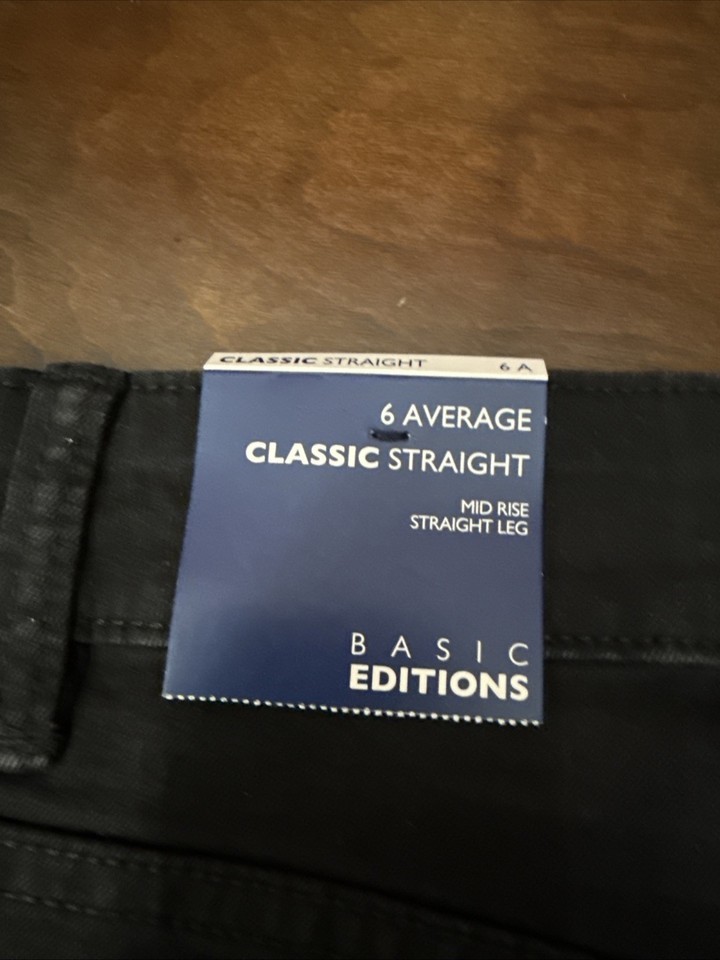 CLASSIC STRAIGHT 6 A
6 AVERAGE
CLASSIC STRAIGHT
MID RISE
STRAIGHT LEG
BASIC
EDITIONS